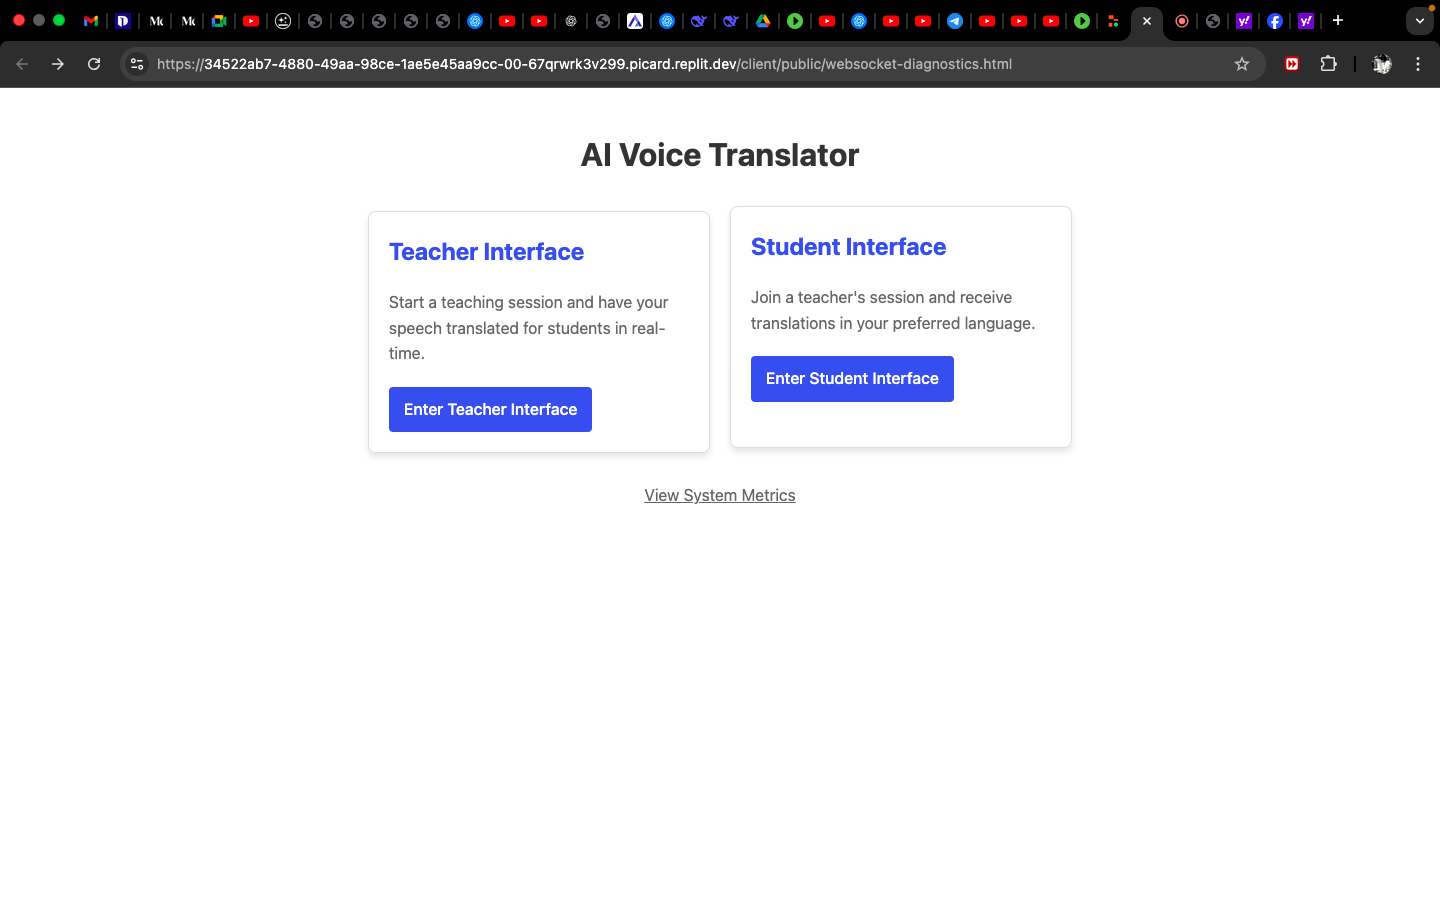 https://34522ab7-4880-49aa-98ce-1ae5e45aa9cc-00-67qrwrk3v299.picard.replit.dev/client/public/websocket-diagnostics.html
AI Voice Translator
Teacher Interface
Start a teaching session and have your
speech translated for students in real-
time.
Enter Teacher Interface
Student Interface
Join a teacher's session and receive
translations in your preferred language.
Enter Student Interface
View System Metrics